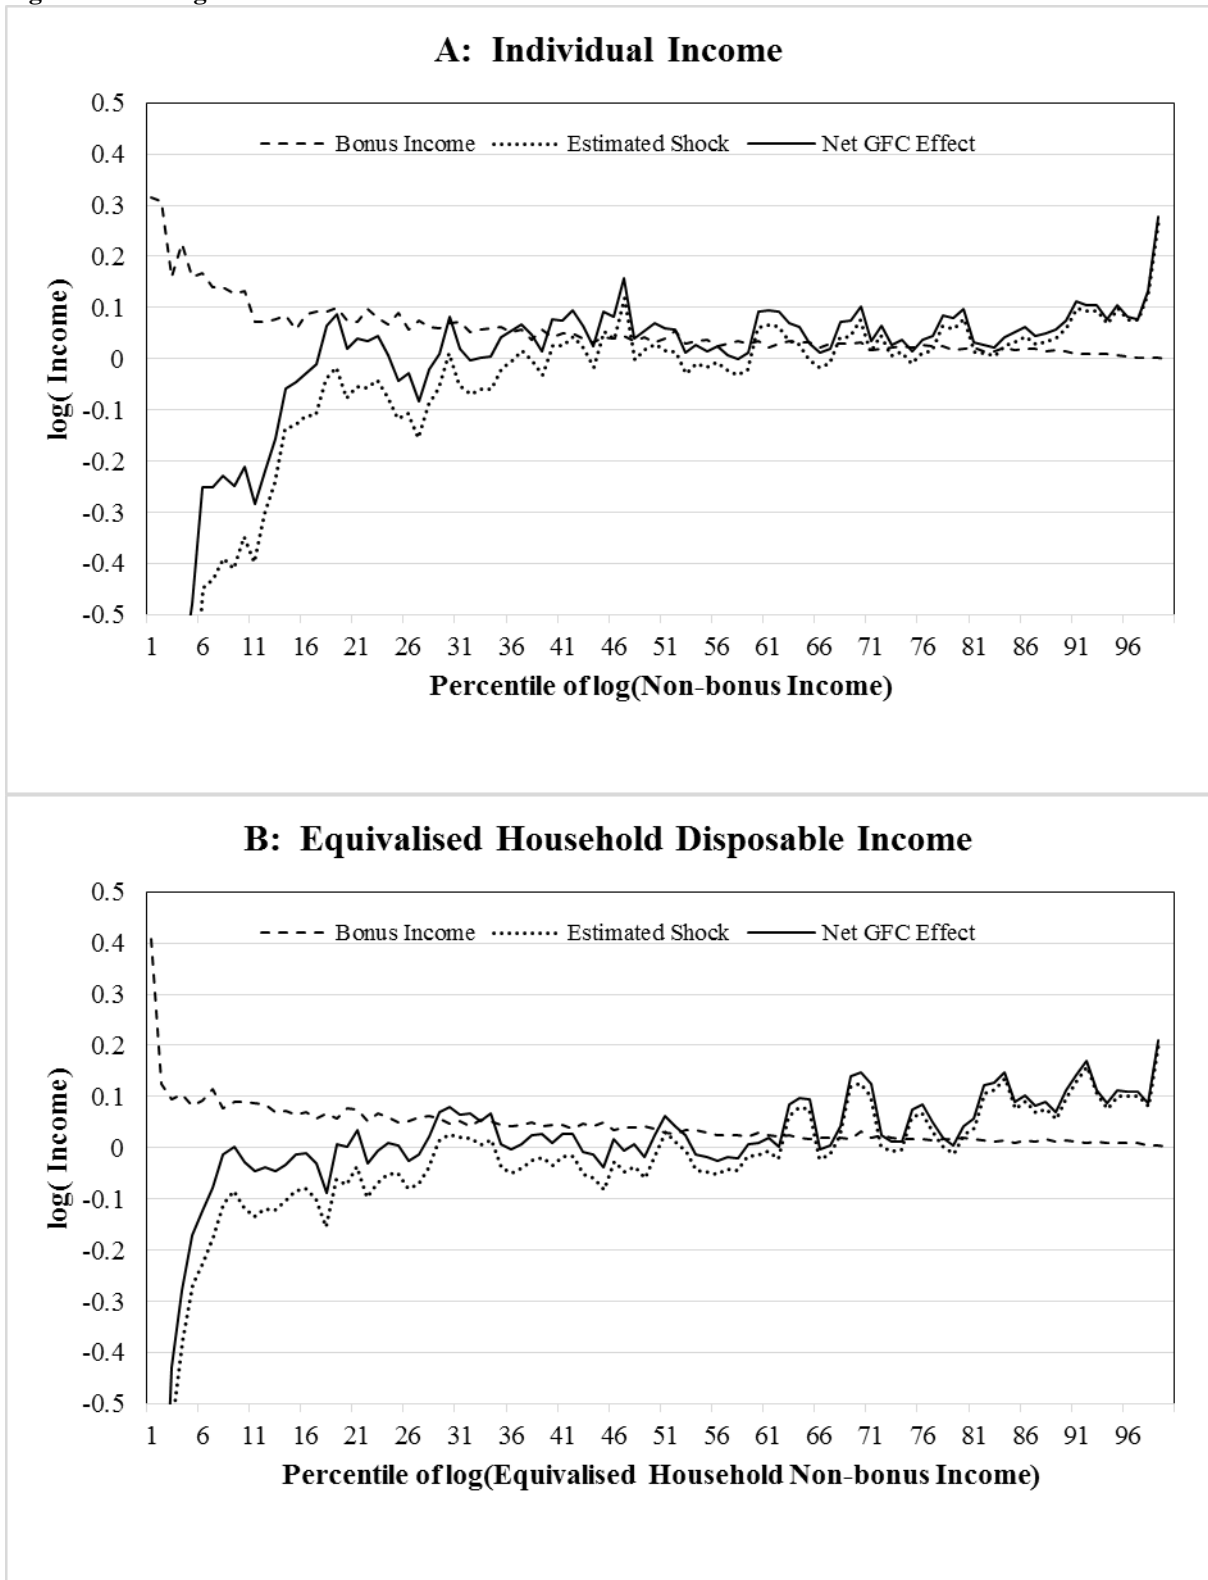 A: Individual Income
0.5
Bonus Income Estimated Shock Net GFC Effect
0.4
0.3
0.2
0.1
0
-0.1
-0.2
-0.3
-0.4
-0.5
log( Income)
1 6 11 16 21 26 31 36 41 46 51 56 61 66 71 76 81 86 91 96
Percentile of log(Non-bonus Income)
B: Equivalised Household Disposable Income
0.5
Bonus Income Estimated Shock Net GFC Effect
0.4
0.3
0.2
0.1
0
-0.1
-0.2
-0.3
-0.4
-0.5
log( Income)
1 6 11 16 21 26 31 36 41 46 51 56 61 66 71 76 81 86 91 96
Percentile of log(Equivalised Household Non-bonus Income)